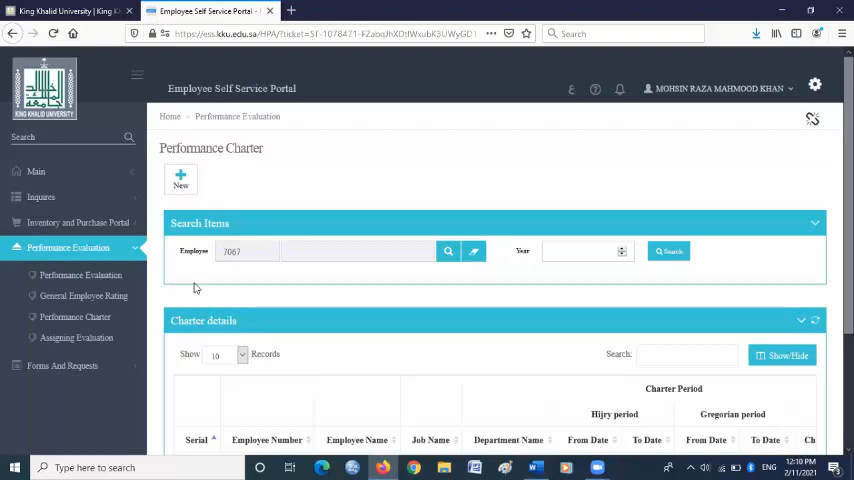 King Khalid University ( King Kh
Employee Self Service Portal - F
https://ess.kku.edu.sa/HPA/?ticket=ST-1078471-FZabqJhXDtIWxubK3UWyGDT
Search
KING KHALID UNIVERSITY
Employee Self Service Portal
ع
MOHSIN RAZA MAHMOOD KHAN
Search
Home - Performance Evaluation
Main
Inquires
Inventory and Purchase Portal
Performance Evaluation
Performance Evaluation
General Employee Rating
Performance Charter
Assigning Evaluation
Forms And Requests
Performance Charter
New
Search Items
Employee 7067
Year
Search
Charter details
Show 10 Records
Search:
Show/Hide
Charter Period
Hijry period Gregorian period
Serial Employee Number Employee Name Job Name Department Name From Date To Date From Date To Date Ch
Type here to search
ENG
12:10 PM
2/11/2021